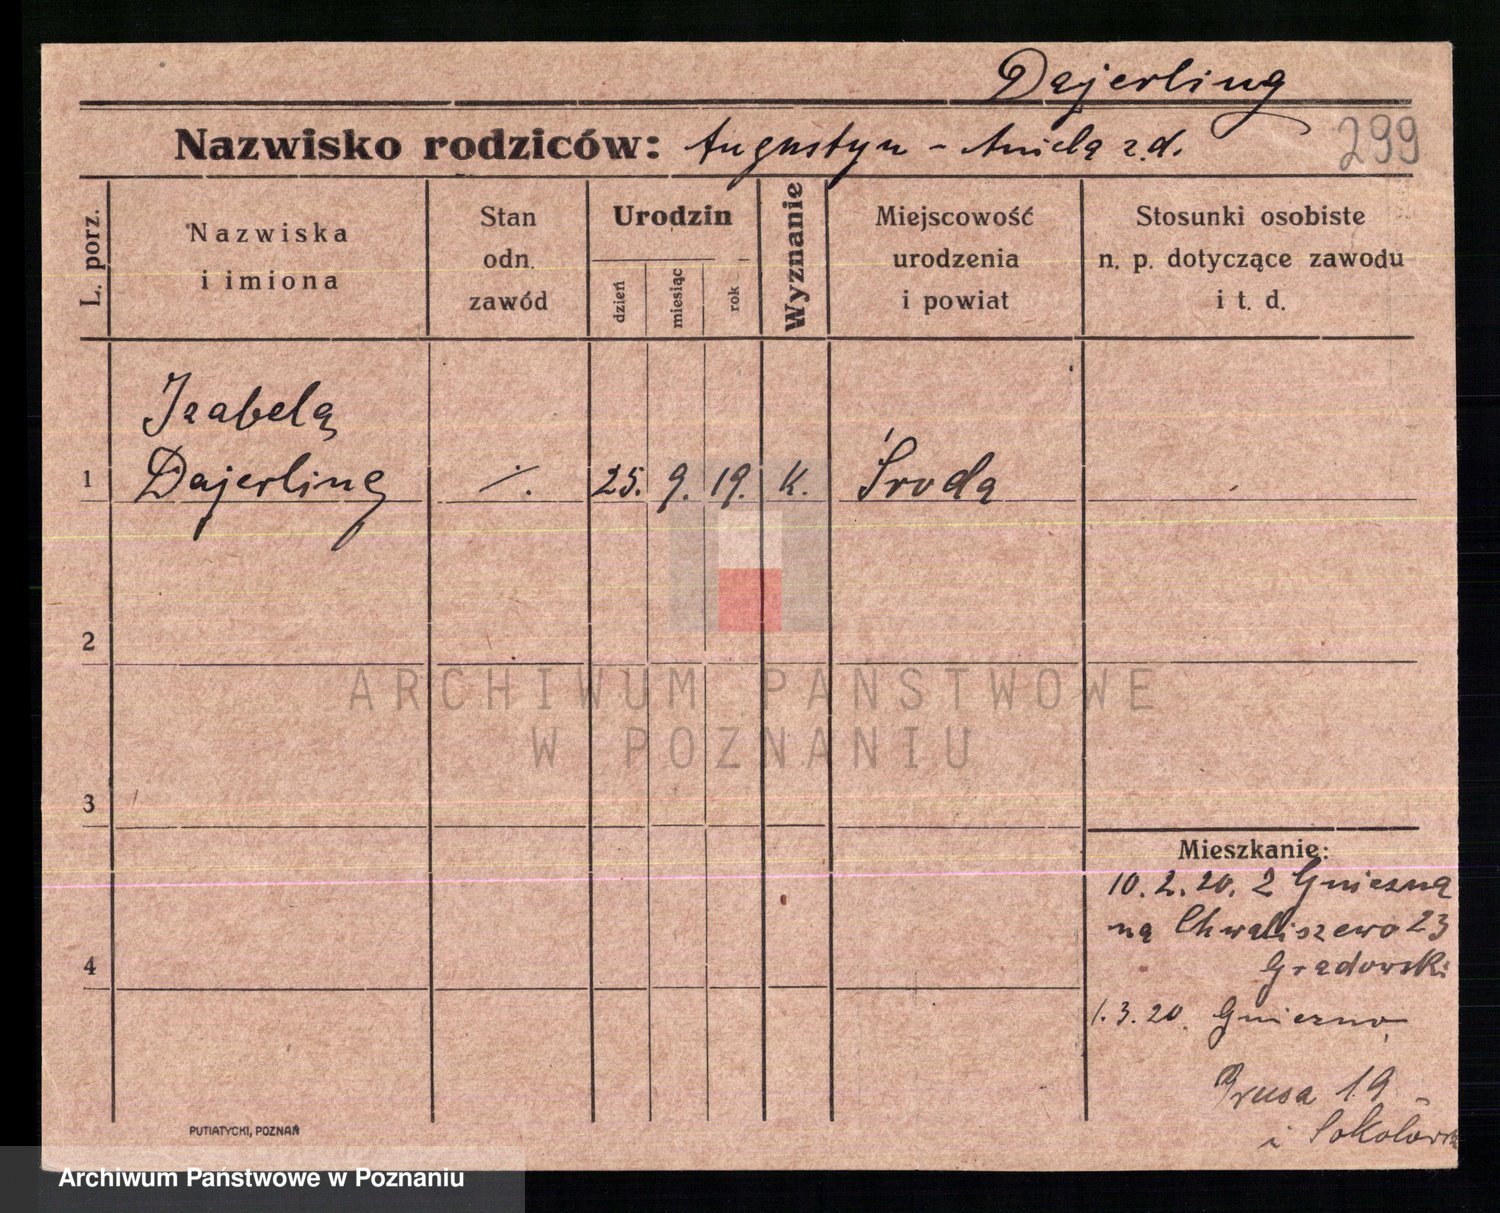 Dajerling
Nazwisko rodziców: Augustyn - Aniela z.d.
299
L. porz.
Nazwiska
i imiona
Stan
odn.
zawód
Urodzin
dzień
miesiąc
rok
Wyznanie
Miejscowość
urodzenia
i powiat
Stosunki osobiste
n. p. dotyczące zawodu
i t. d.
Izabela
1 Dajerling ./. 25. 9. 19. k. Środa
2
3
4
Mieszkanie:
10.2.20. z Gniezna
na Chwaliszewo 23
Gradowski
1.3.20. Gniezno
Prusa 19 -
i
PUTIATYCKI, POZNAŃ
ARCHIWUM PAŃSTWOWE
W POZNANIU
Archiwum Państwowe w Poznaniu